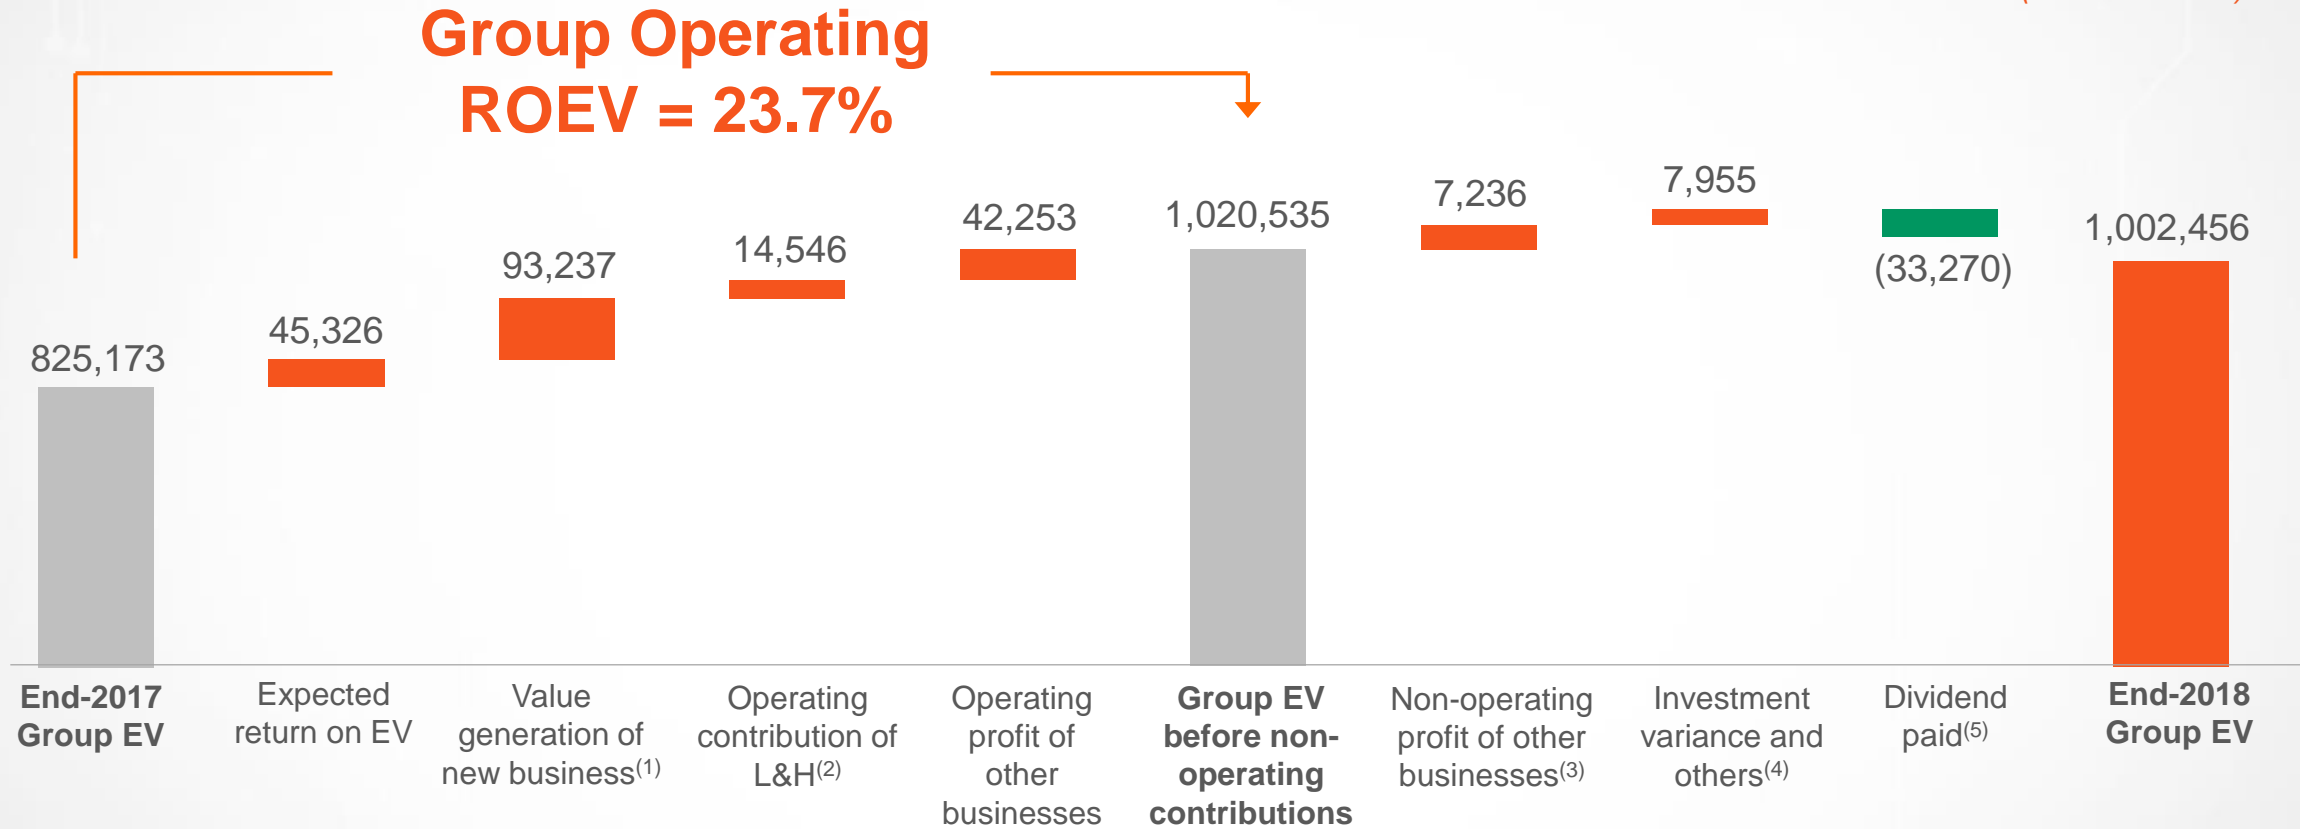 Group Operating
ROEV = 23.7%
825,173
45,326
93,237
14,546
42,253
1,020,535
7,236
7,955
(33,270)
1,002,456
End-2017
Group EV
Expected
return on EV
Value
generation of
new business(1)
Operating
contribution of
L&H(2)
Operating
profit of
other
businesses
Group EV
before non-
operating
contributions
Non-operating
profit of other
businesses(3)
Investment
variance and
others(4)
Dividend
paid(5)
End-2018
Group EV